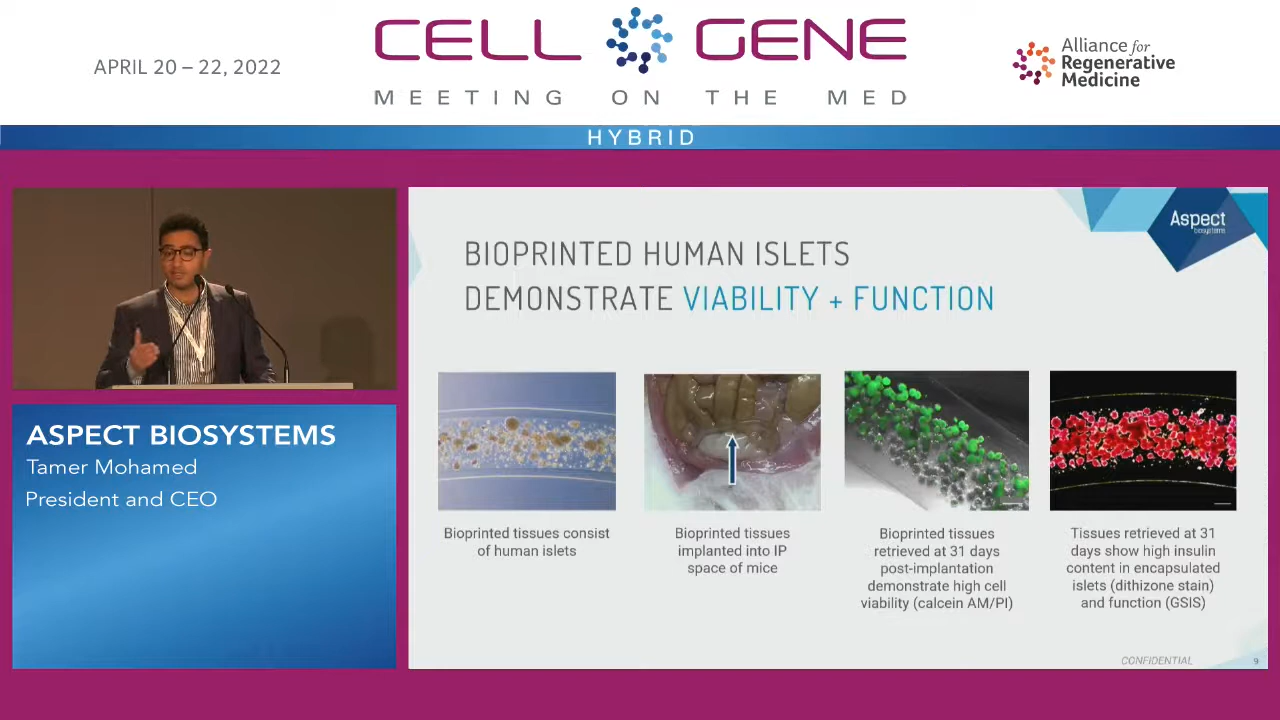 APRIL 20 – 22, 2022
CELL GENE
MEETING ON THE MED
Alliance for
Regenerative
Medicine
HYBRID
ASPECT BIOSYSTEMS
Tamer Mohamed
President and CEO
Aspect
biosystems
BIOPRINTED HUMAN ISLETS
DEMONSTRATE VIABILITY + FUNCTION
Bioprinted tissues consist
of human islets
Bioprinted tissues
implanted into IP
space of mice
Bioprinted tissues
retrieved at 31 days
post-implantation
demonstrate high cell
viability (calcein AM/PI)
Tissues retrieved at 31
days show high insulin
content in encapsulated
islets (dithizone stain)
and function (GSIS)
CONFIDENTIAL
9